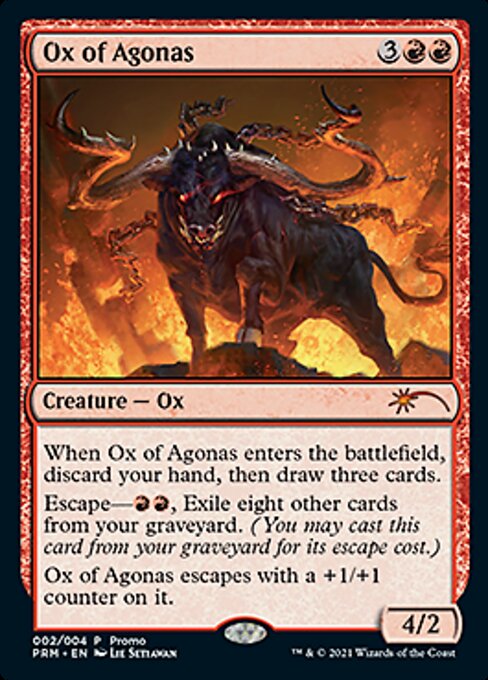 Ox of Agonas 3
Creature — Ox
When Ox of Agonas enters the battlefield,
discard your hand, then draw three cards.
Escape—, Exile eight other cards
from your graveyard. (You may cast this
card from your graveyard for its escape cost.)
Ox of Agonas escapes with a +1/+1
counter on it.
4/2
002/004 P Promo
PRM • EN Lie Setiawan
™ & © 2021 Wizards of the Coast